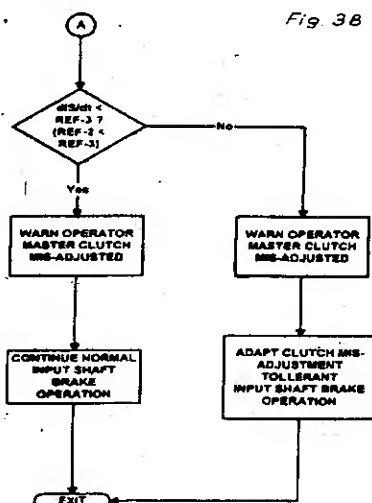 Fig. 3B
A
dIS/dt <
REF-3 ?
(REF-2 <
REF-3)
No
Yes
WARN OPERATOR
MASTER CLUTCH
MIS-ADJUSTED
WARN OPERATOR
MASTER CLUTCH
MIS-ADJUSTED
CONTINUE NORMAL
INPUT SHAFT
BRAKE
OPERATION
ADAPT CLUTCH MIS-
ADJUSTMENT
TOLLERANT
INPUT SHAFT BRAKE
OPERATION
EXIT